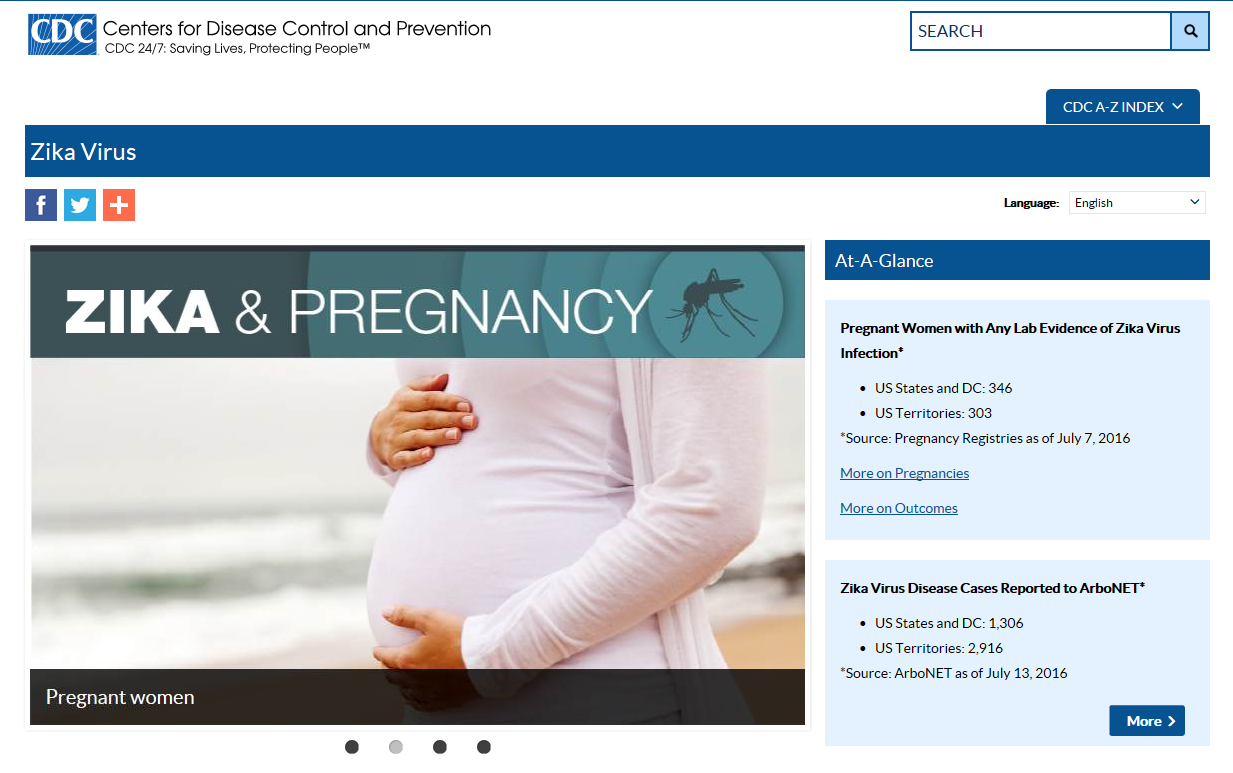 CDC
Centers for Disease Control and Prevention
CDC 24/7: Saving Lives, Protecting People™
SEARCH
CDC A-Z INDEX
Zika Virus
Language: English
ZIKA & PREGNANCY
Pregnant women
At-A-Glance
Pregnant Women with Any Lab Evidence of Zika Virus
Infection*
• US States and DC: 346
• US Territories: 303
*Source: Pregnancy Registries as of July 7, 2016
More on Pregnancies
More on Outcomes
Zika Virus Disease Cases Reported to ArboNET*
• US States and DC: 1,306
• US Territories: 2,916
*Source: ArboNET as of July 13, 2016
More